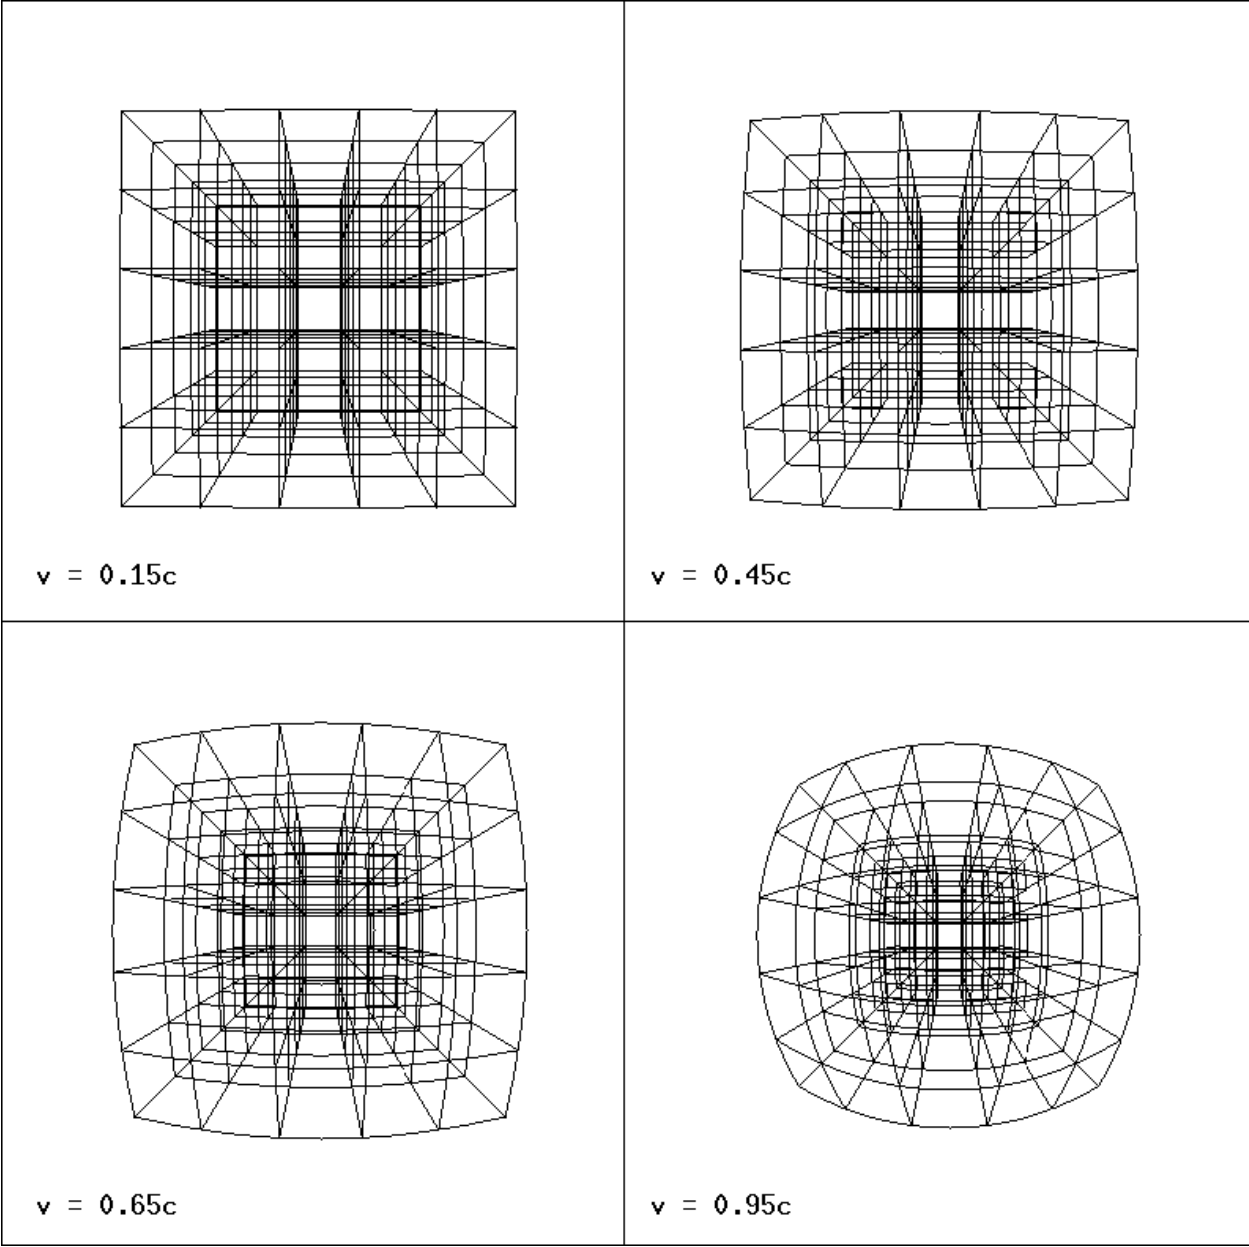 v = 0.15c
v = 0.45c
v = 0.65c
v = 0.95c